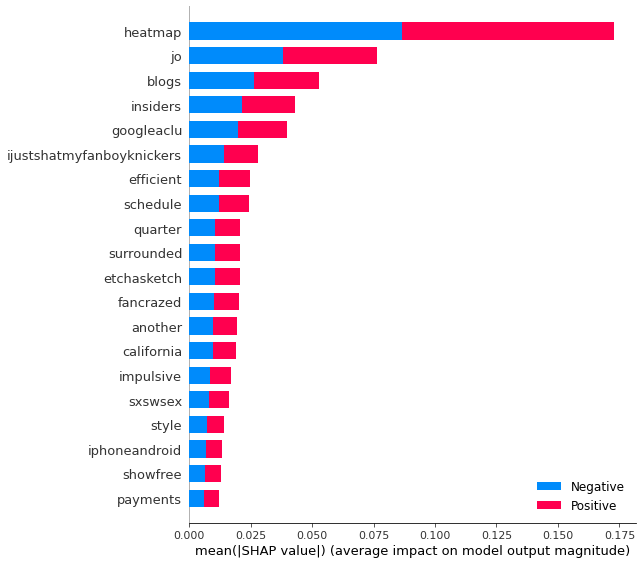 heatmap
jo
blogs
insiders
googleaclu
ijustshatmyfanboyknickers
efficient
schedule
quarter
surrounded
etchasketch
fancrazed
another
california
impulsive
sxswsex
style
iphoneandroid
showfree
payments
Negative
Positive
0.000 0.025 0.050 0.075 0.100 0.125 0.150 0.175
mean(|SHAP value|) (average impact on model output magnitude)